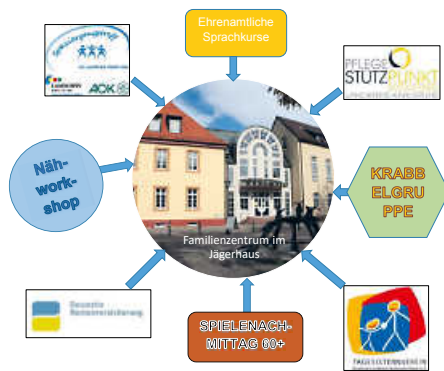 Ehrenamtliche
Sprachkurse
AOK
PFLEGE
STÜTZPUNKT
Näh-
work-
shop
KRABB
ELGRU
PPE
Familienzentrum im
Jägerhaus
Deutsche
Rentenversicherung
SPIELENACH-
MITTAG 60+
TAGESELTERNVEREIN